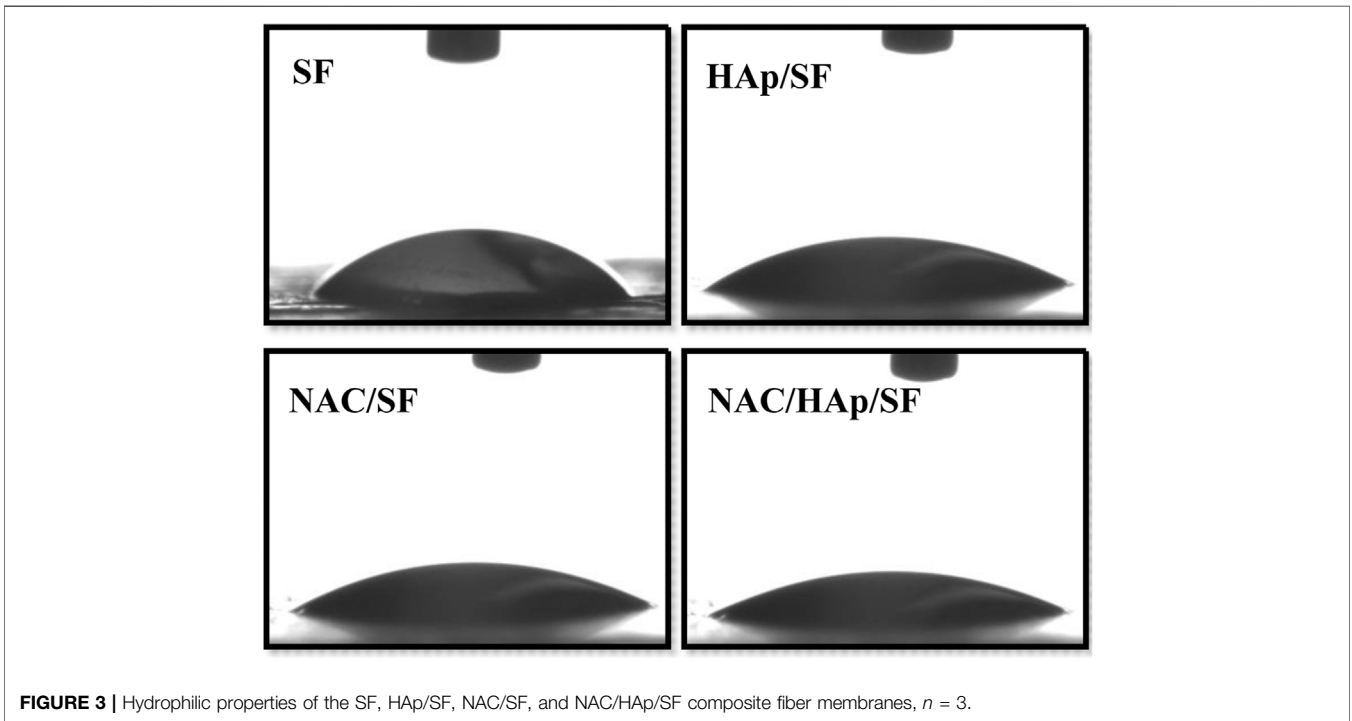 SF
HAp/SF
NAC/SF
NAC/HAp/SF
FIGURE 3 | Hydrophilic properties of the SF, HAp/SF, NAC/SF, and NAC/HAp/SF composite fiber membranes, n = 3.